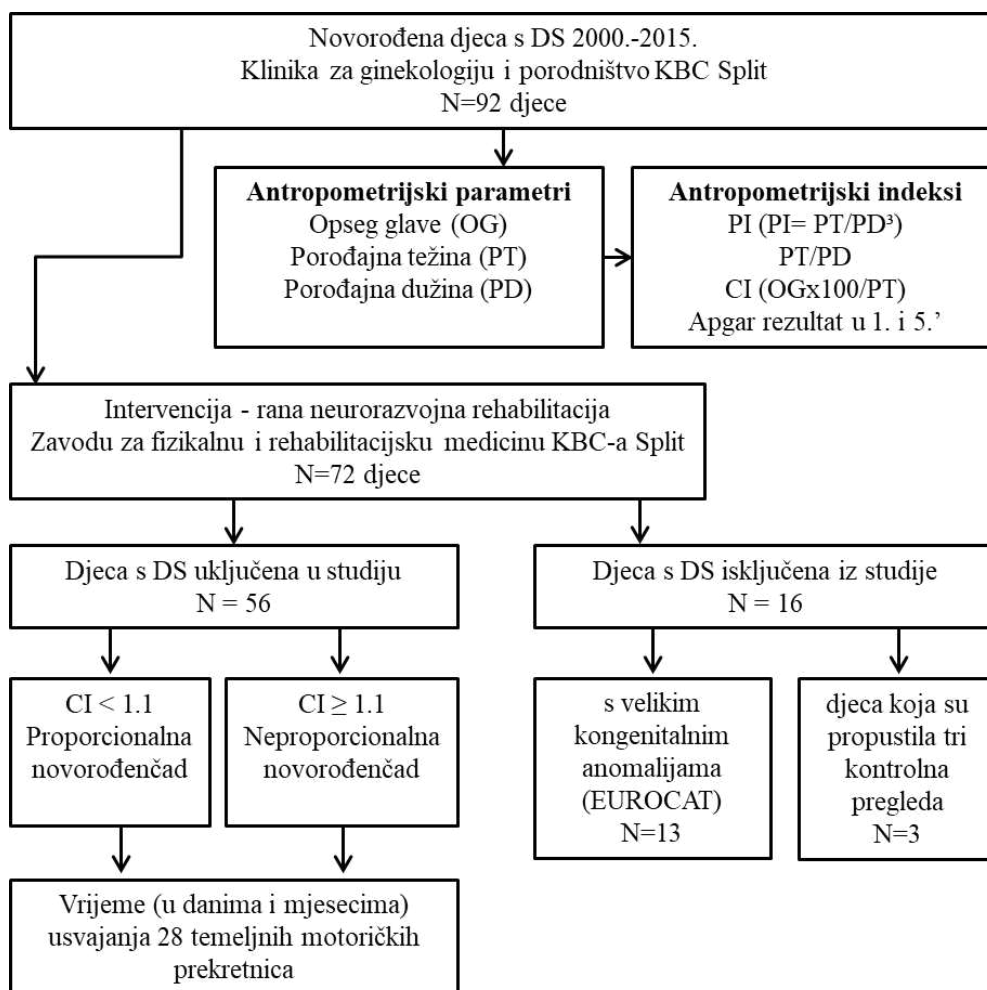 Novorođena djeca s DS 2000.-2015.
Klinika za ginekologiju i porodništvo KBC Split
N=92 djece
Antropometrijski parametri
Opseg glave (OG)
Porođajna težina (PT)
Porođajna dužina (PD)
Antropometrijski indeksi
PI (PI= PT/PD³)
PT/PD
CI (OGx100/PT)
Apgar rezultat u 1. i 5.’
Intervencija - rana neurorazvojna rehabilitacija
Zavodu za fizikalnu i rehabilitacijsku medicinu KBC-a Split
N=72 djece
Djeca s DS uključena u studiju
N = 56
Djeca s DS isključena iz studije
N = 16
CI < 1.1
Proporcionalna
novorođenčad
CI ≥ 1.1
Neproporcionalna
novorođenčad
s velikim
kongenitalnim
anomalijama
(EUROCAT)
N=13
djeca koja su
propustila tri
kontrolna
pregleda
N=3
Vrijeme (u danima i mjesecima)
usvajanja 28 temeljnih motoričkih
prekretnica